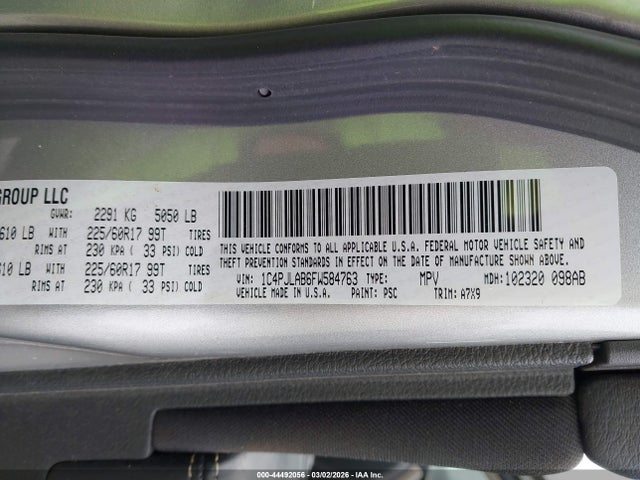 GROUP LLC
GVWR: 2291 KG 5050 LB
610 LB WITH 225/60R17 99T TIRES
RIMS AT 230 KPA ( 33 PSI) COLD
610 LB WITH 225/60R17 99T TIRES
RIMS AT 230 KPA ( 33 PSI) COLD
THIS VEHICLE CONFORMS TO ALL APPLICABLE U.S.A. FEDERAL MOTOR VEHICLE SAFETY AND
THEFT PREVENTION STANDARDS IN EFFECT ON THE DATE OF MANUFACTURE SHOWN ABOVE.
VIN: 1C4PJLAB6FW584763 TYPE: MPV MDH: 102320 098AB
VEHICLE MADE IN U.S.A. PAINT: PSC TRIM: A7X9
000-44492056 | 03/02/2026 | IAA Inc.